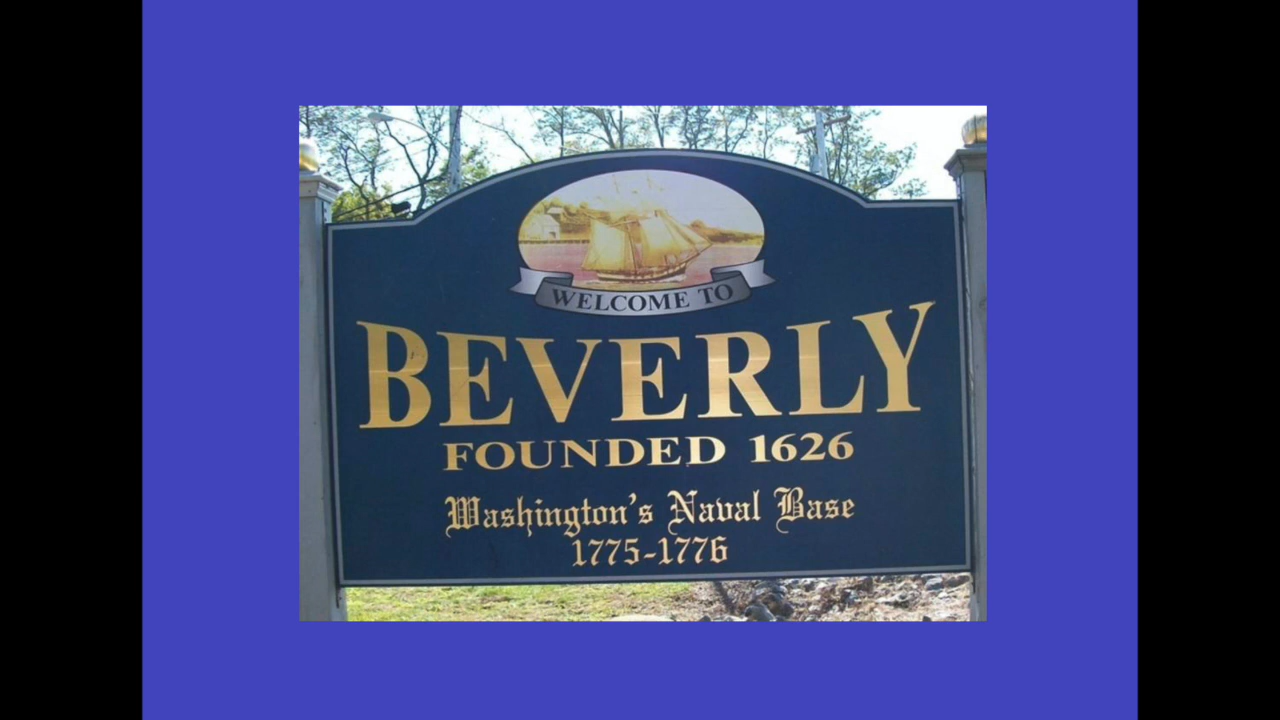 WELCOME TO
BEVERLY
FOUNDED 1626
Washington's Naval Base
1775-1776